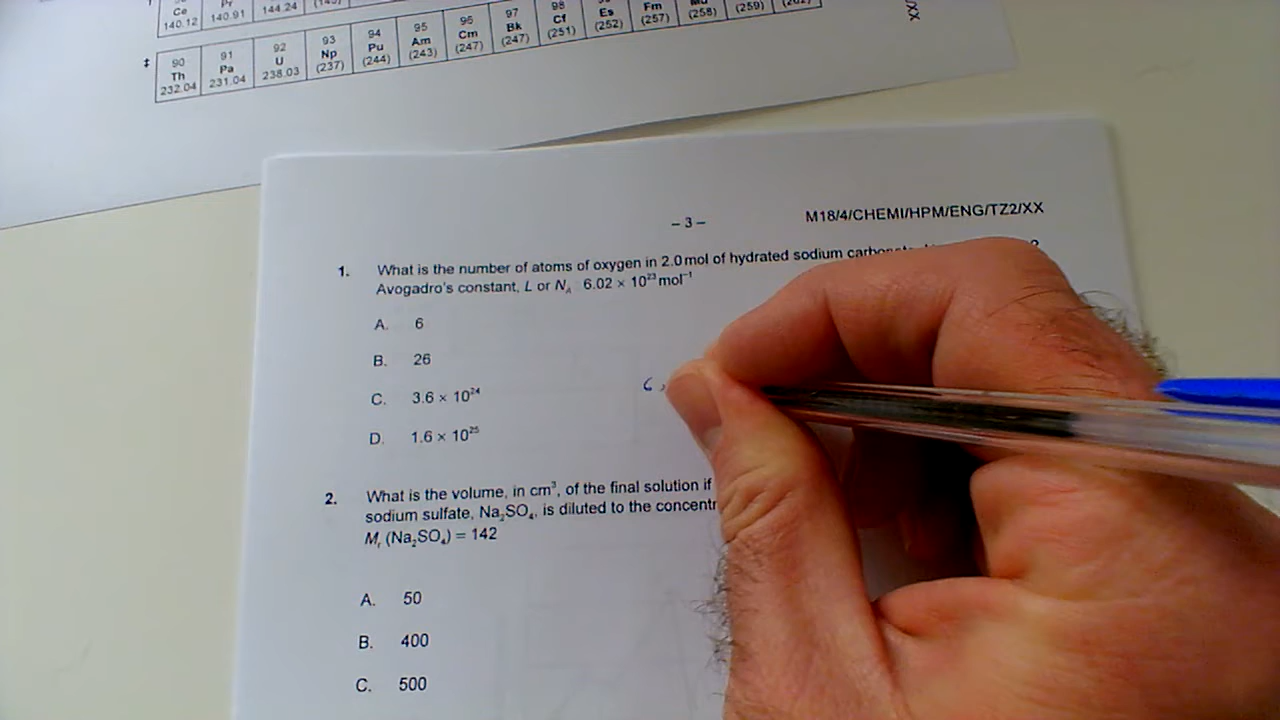 Ce Pr
140.12 140.91 144.24
Cf Es Fm
‡ 90 91 92 93 94 95 96 97 98
Th Pa U Np Pu Am Cm Bk Cf
232.04 231.04 238.03 (237) (244) (243) (247) (247) (251) (252) (257) (258) (259)
/XX
– 3 –
M18/4/CHEMI/HPM/ENG/TZ2/XX
1. What is the number of atoms of oxygen in 2.0 mol of hydrated sodium
Avogadro's constant, L or N_A 6.02 × 10²³ mol⁻¹
A. 6
B. 26
C. 3.6 × 10²⁴
D. 1.6 × 10²⁵
2. What is the volume, in cm³, of the final solution if
sodium sulfate, Na₂SO₄, is diluted to the
M_r (Na₂SO₄) = 142
A. 50
B. 400
C. 500